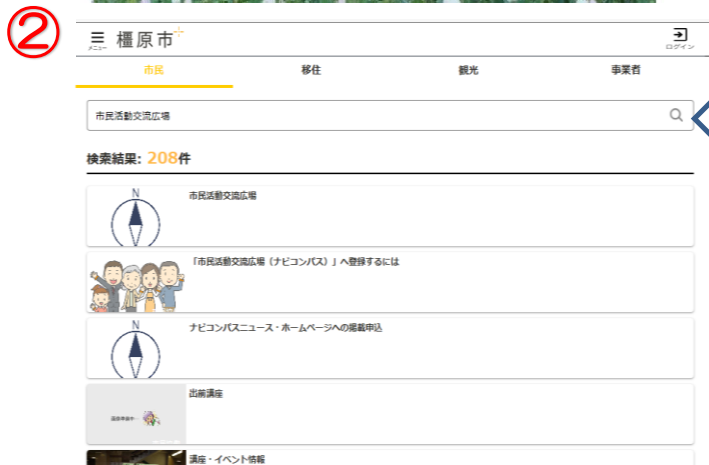 ②
橿原市
メニュー
ログイン
市民
移住
観光
事業者
市民活動交流広場
検索結果: 208件
N
市民活動交流広場
「市民活動交流広場（ナビコンパス）」へ登録するには
N
ナビコンパスニュース・ホームページへの掲載申込
出前講座
講座・イベント情報